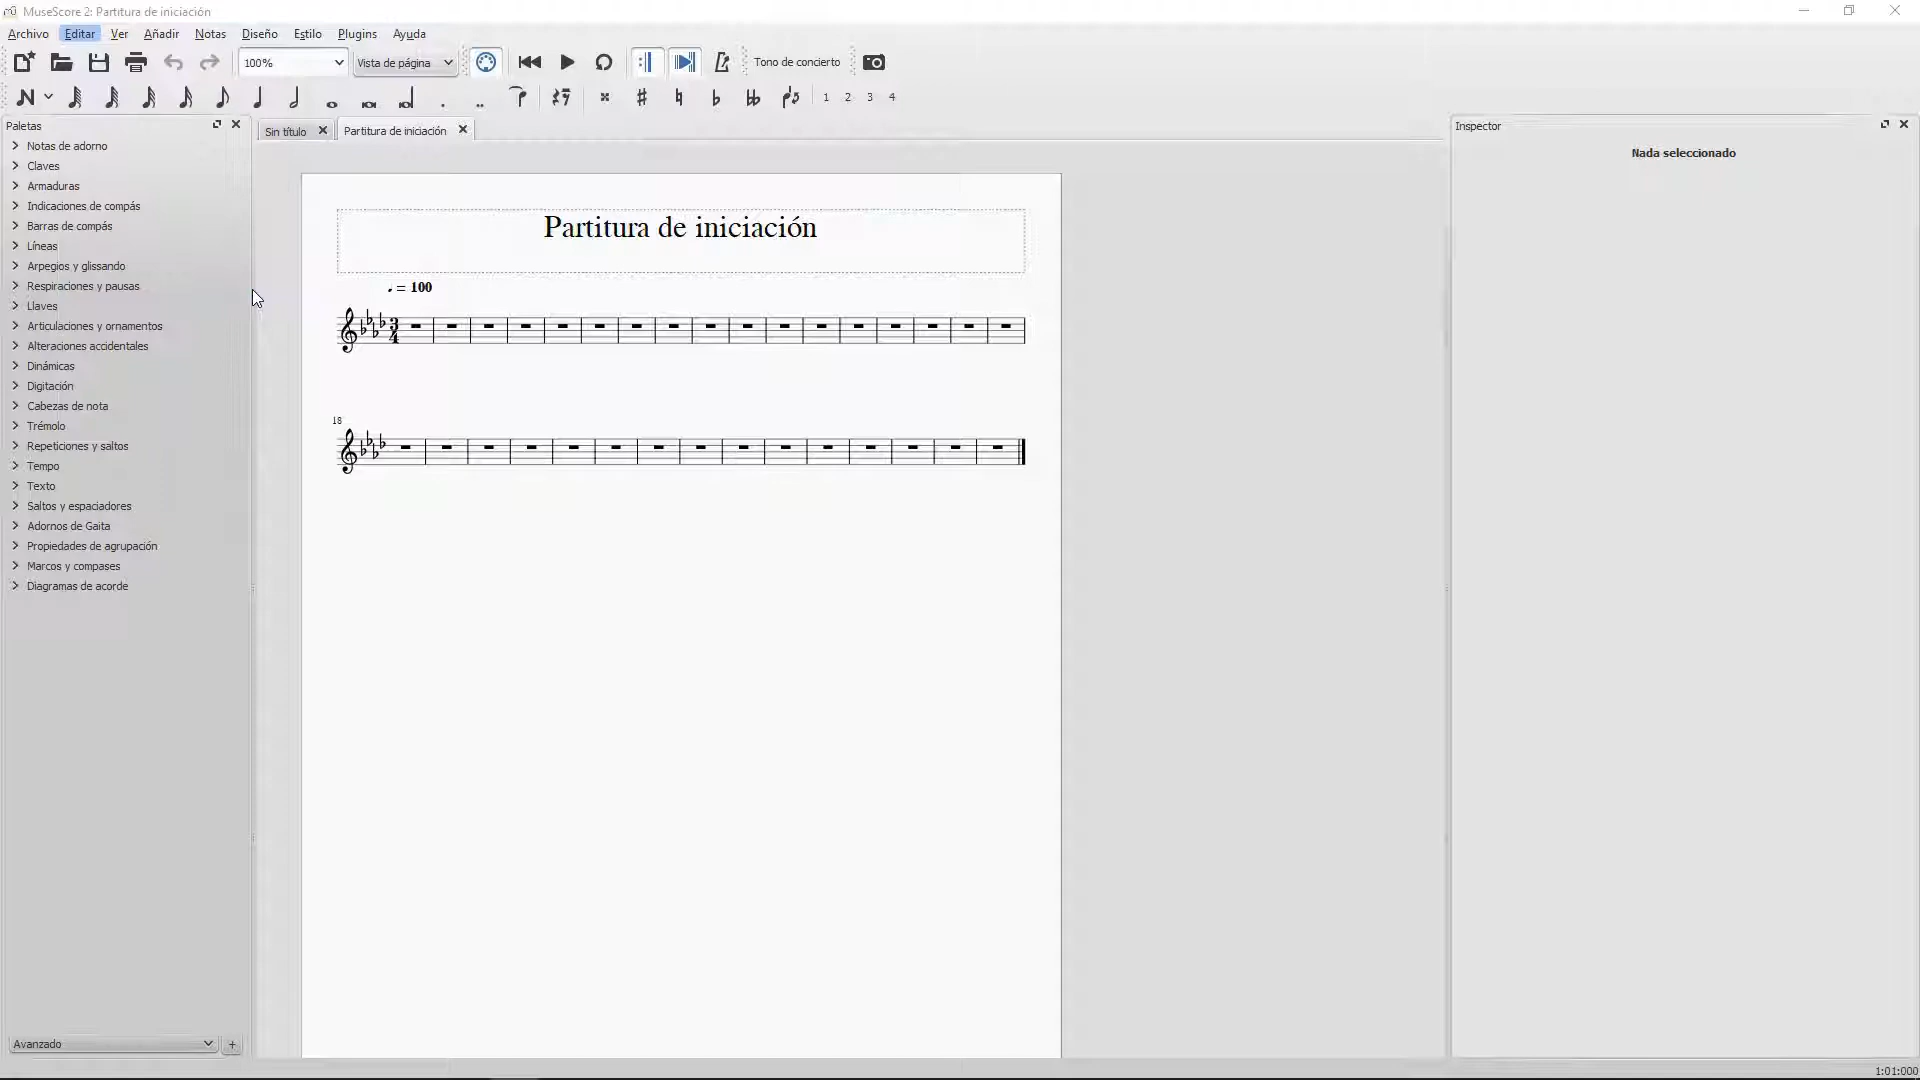 MuseScore 2: Partitura de iniciación
Archivo Editar Ver Añadir Notas Diseño Estilo Plugins Ayuda
100% Vista de página Tono de concierto
1 2 3 4
Paletas
Notas de adorno
Claves
Armaduras
Indicaciones de compás
Barras de compás
Líneas
Arpegios y glissando
Respiraciones y pausas
Llaves
Articulaciones y ornamentos
Alteraciones accidentales
Dinámicas
Digitación
Cabezas de nota
Trémolo
Repeticiones y saltos
Tempo
Texto
Saltos y espaciadores
Adornos de Gaita
Propiedades de agrupación
Marcos y compases
Diagramas de acorde
Avanzado +
Sin título Partitura de iniciación
Partitura de iniciación
= 100
3
4
18
Inspector
Nada seleccionado
1:01:000